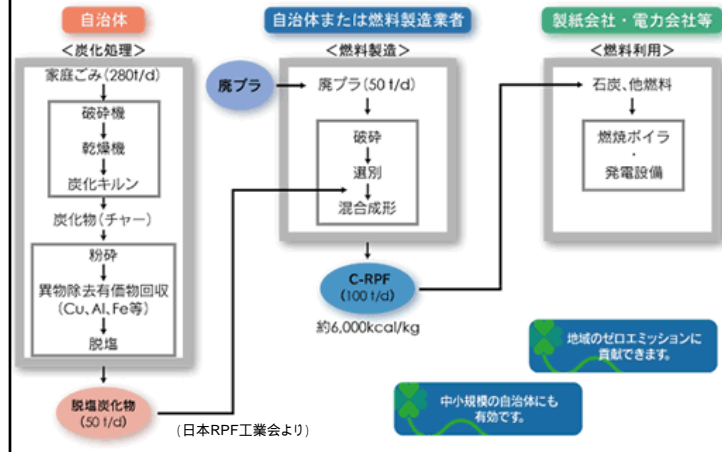 自治体
<炭化処理>
家庭ごみ(280t/d)
破砕機
乾燥機
炭化キルン
炭化物(チャー)
粉砕
異物除去有価物回収
(Cu、Al、Fe等)
脱塩
脱塩炭化物
(50 t/d)
自治体または燃料製造業者
<燃料製造>
廃プラ
廃プラ(50 t/d)
破砕
選別
混合成形
C-RPF
(100 t/d)
約6,000kcal/kg
製紙会社・電力会社等
<燃料利用>
石炭、他燃料
燃焼ボイラ
・
発電設備
地域のゼロエミッションに
貢献できます。
中小規模の自治体にも
有効です。
(日本RPF工業会より)